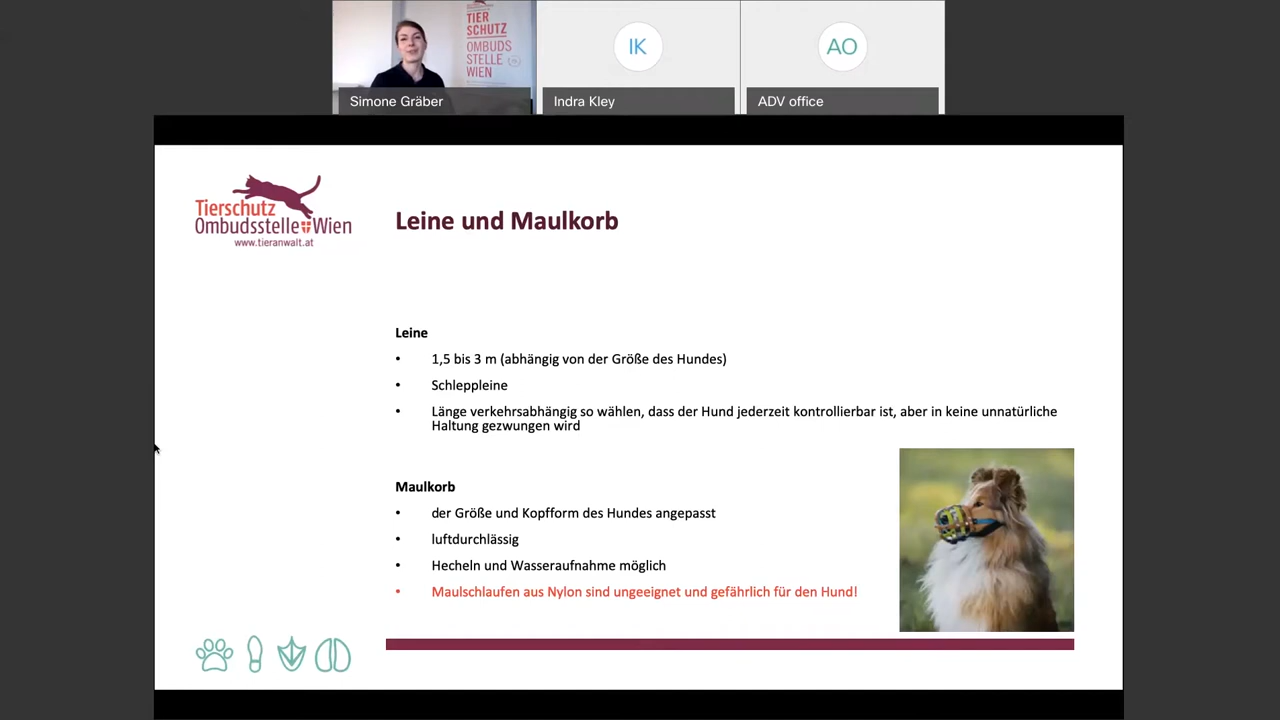 TIER
SCHUTZ
OMBUDS
STELLE
WIEN
IK
AO
Simone Gräber
Indra Kley
ADV office
Tierschutz
Ombudsstelle Wien
www.tieranwalt.at
Leine und Maulkorb
Leine
• 1,5 bis 3 m (abhängig von der Größe des Hundes)
• Schleppleine
• Länge verkehrsabhängig so wählen, dass der Hund jederzeit kontrollierbar ist, aber in keine unnatürliche
Haltung gezwungen wird
Maulkorb
• der Größe und Kopfform des Hundes angepasst
• luftdurchlässig
• Hecheln und Wasseraufnahme möglich
• Maulschlaufen aus Nylon sind ungeeignet und gefährlich für den Hund!